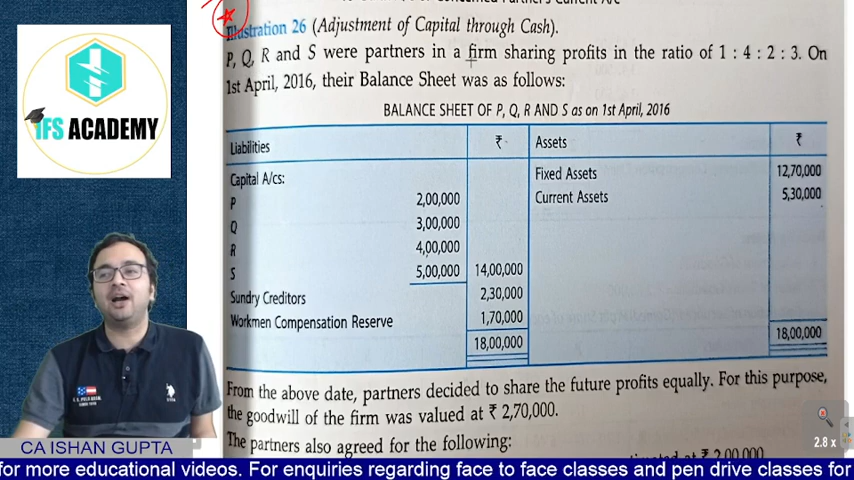 Illustration 26 (Adjustment of Capital through Cash).
P, Q, R and S were partners in a firm sharing profits in the ratio of 1 : 4 : 2 : 3. On
1st April, 2016, their Balance Sheet was as follows:
BALANCE SHEET OF P, Q, R AND S as on 1st April, 2016
Liabilities ₹ Assets ₹
Capital A/cs: Fixed Assets 12,70,000
P 2,00,000 Current Assets 5,30,000
Q 3,00,000
R 4,00,000
S 5,00,000 14,00,000
Sundry Creditors 2,30,000
Workmen Compensation Reserve 1,70,000
18,00,000 18,00,000
From the above date, partners decided to share the future profits equally. For this purpose,
the goodwill of the firm was valued at ₹ 2,70,000.
The partners also agreed for the following:
at ₹ 2,00,000
IFS ACADEMY
2.8 x
CA ISHAN GUPTA
for more educational videos. For enquiries regarding face to face classes and pen drive classes for